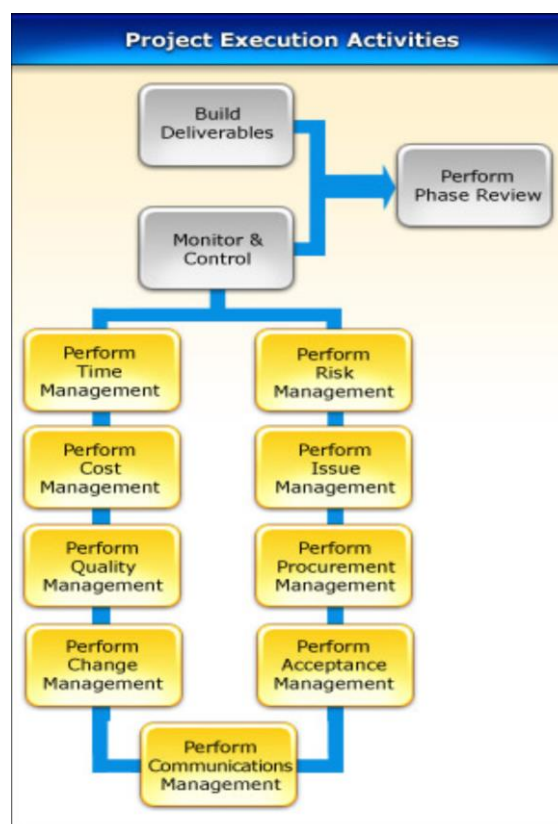 Project Execution Activities
Build
Deliverables
Perform
Phase Review
Monitor &
Control
Perform
Time
Management
Perform
Risk
Management
Perform
Cost
Management
Perform
Issue
Management
Perform
Quality
Management
Perform
Procurement
Management
Perform
Change
Management
Perform
Acceptance
Management
Perform
Communications
Management